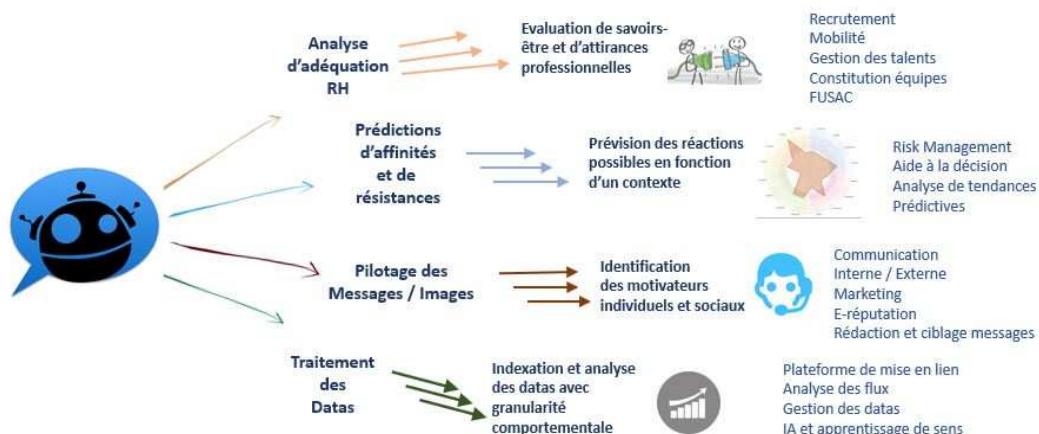 Analyse
d'adéquation
RH
Evaluation de savoirs-
être et d'attirances
professionnelles
Recrutement
Mobilité
Gestion des talents
Constitution équipes
FUSAC
Prédictions
d'affinités
et de
résistances
Prévision des réactions
possibles en fonction
d'un contexte
Risk Management
Aide à la décision
Analyse de tendances
Prédictives
Pilotage des
Messages / Images
Identification
des motivateurs
individuels et sociaux
Communication
Interne / Externe
Marketing
E-réputation
Rédaction et ciblage messages
Traitement
des
Datas
Indexation et analyse
des datas avec
granularité
comportementale
Plateforme de mise en lien
Analyse des flux
Gestion des datas
IA et apprentissage de sens